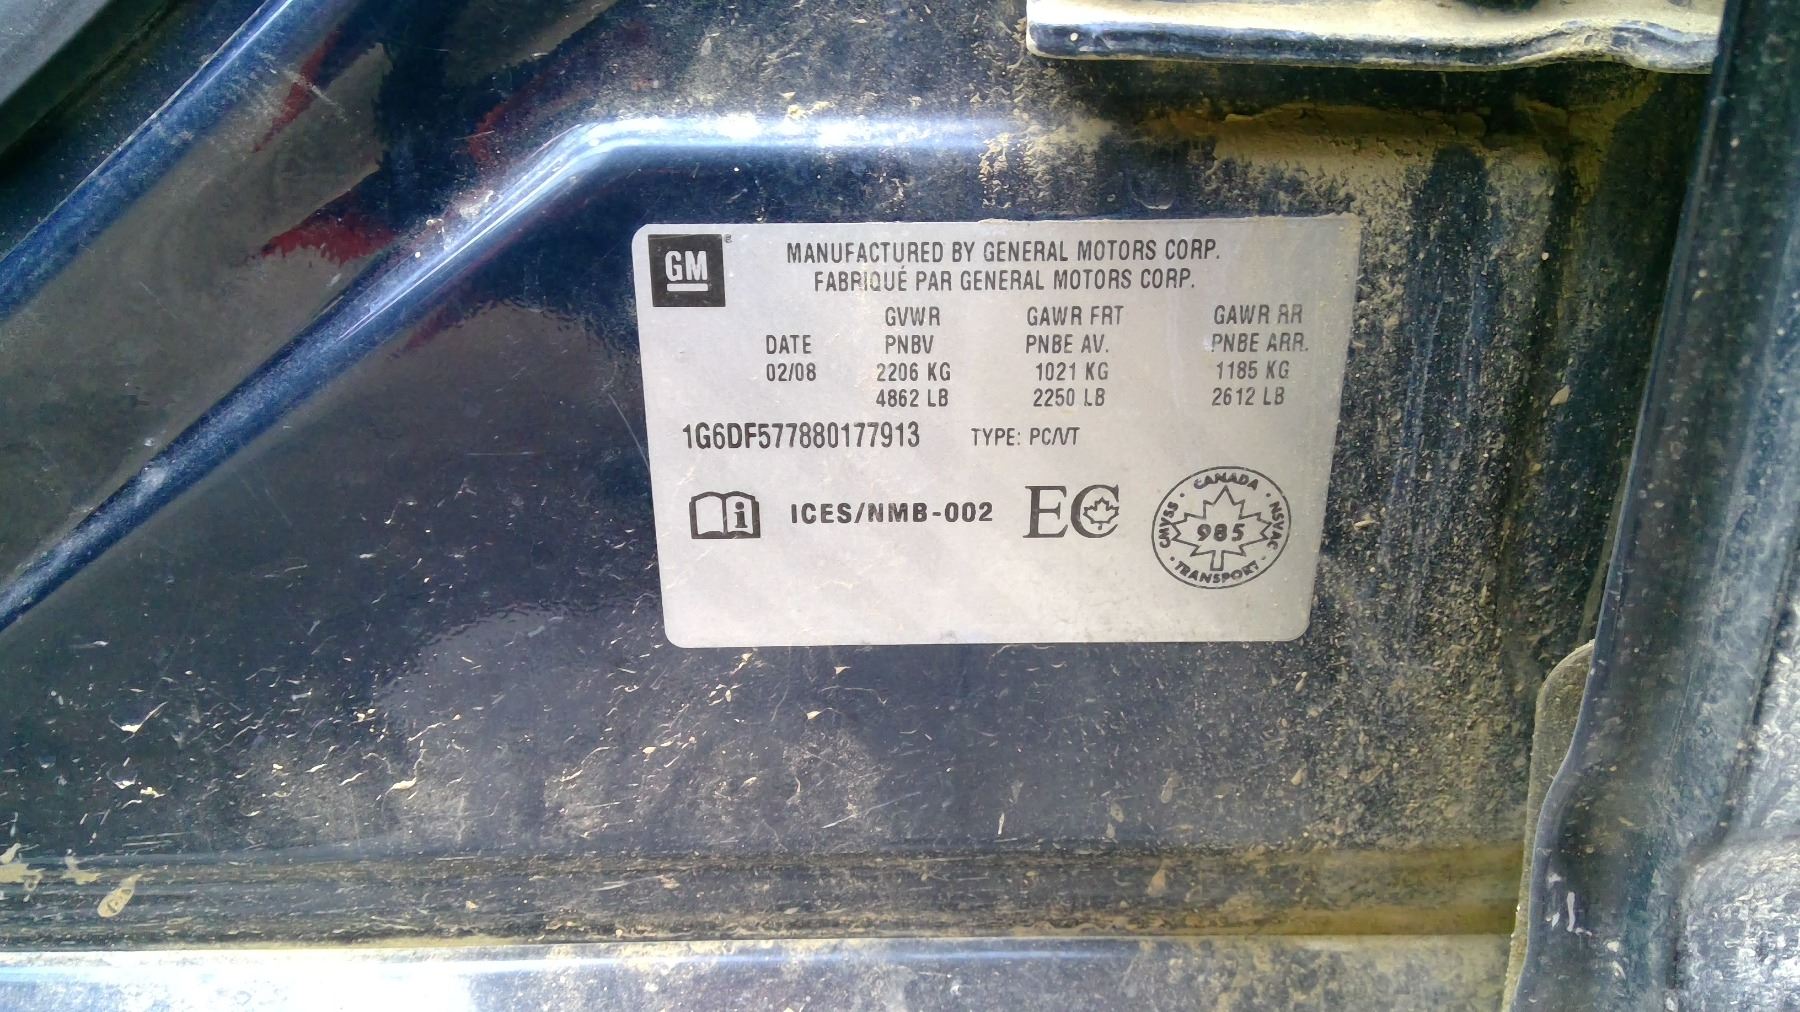 GM
MANUFACTURED BY GENERAL MOTORS CORP.
FABRIQUÉ PAR GENERAL MOTORS CORP.
GVWR GAWR FRT GAWR RR
DATE PNBV PNBE AV. PNBE ARR.
02/08 2206 KG 1021 KG 1185 KG
4862 LB 2250 LB 2612 LB
1G6DF577880177913 TYPE: PC/VT
i ICES/NMB-002 EC
CANADA
CMVSS 985 NSVAC
TRANSPORT